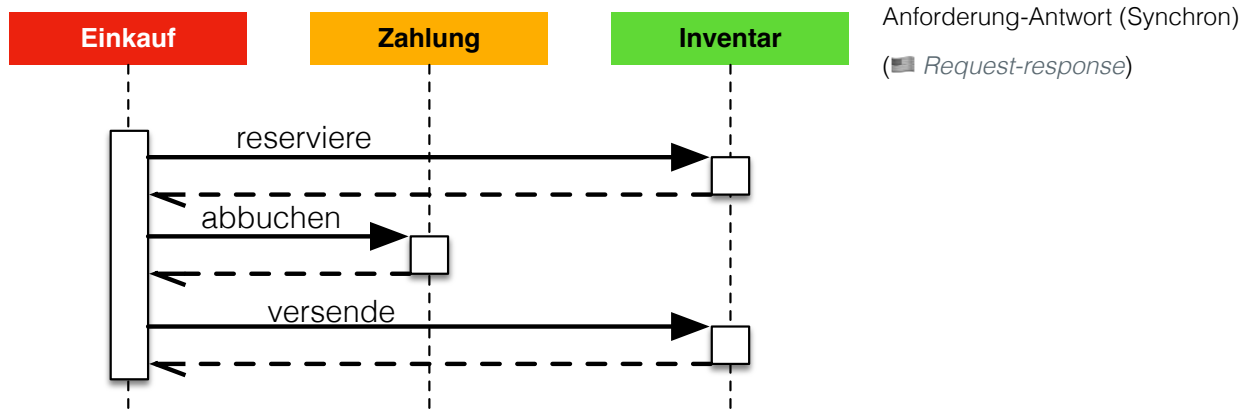 Einkauf
Zahlung
Inventar
Anforderung-Antwort (Synchron)
(🇺🇸 Request-response)
reserviere
abbuchen
versende